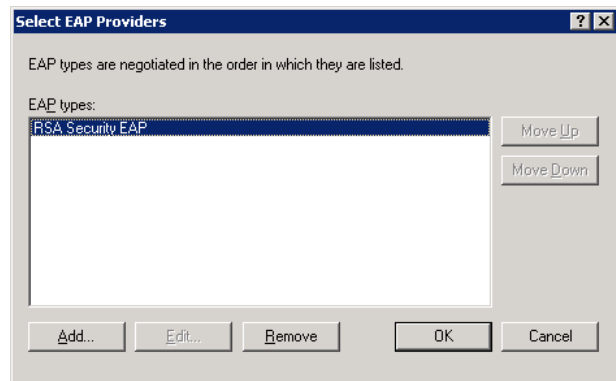 Select EAP Providers
EAP types are negotiated in the order in which they are listed.
EAP types:
RSA Security EAP
Move Up
Move Down
Add...
Edit...
Remove
OK
Cancel